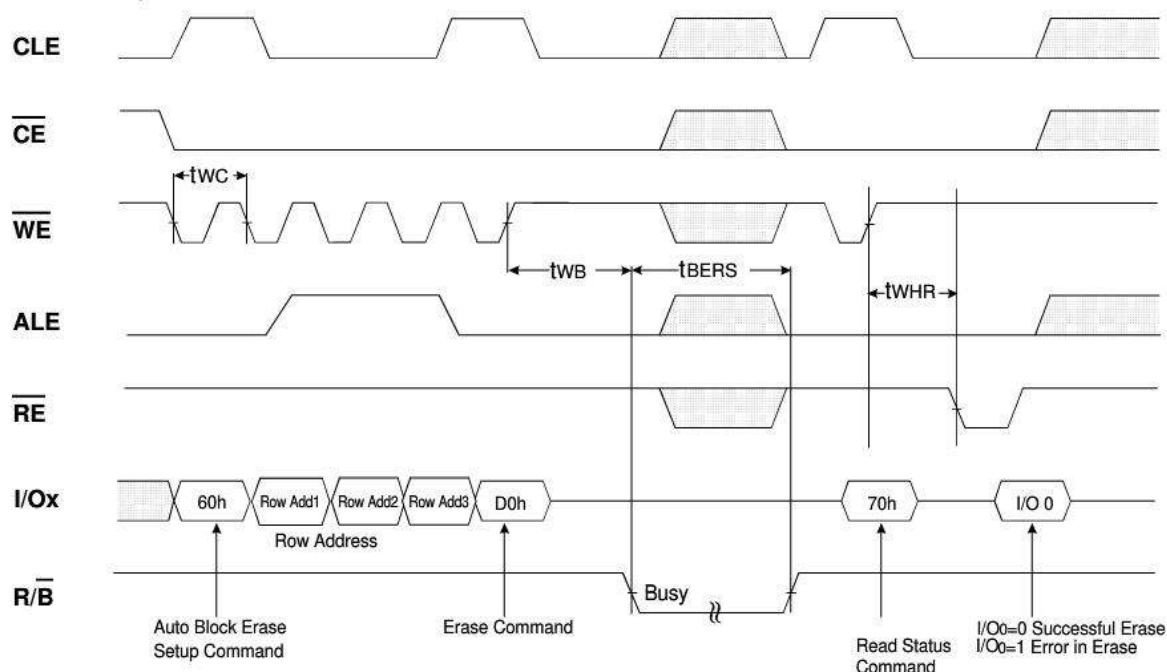 CLE
CE
tWC
WE
tWB
tBERS
tWHR
ALE
RE
I/Ox
60h
Row Add1
Row Add2
Row Add3
D0h
70h
I/O 0
Row Address
R/B
Busy
Auto Block Erase
Setup Command
Erase Command
Read Status
Command
I/O0=0 Successful Erase
I/O0=1 Error in Erase